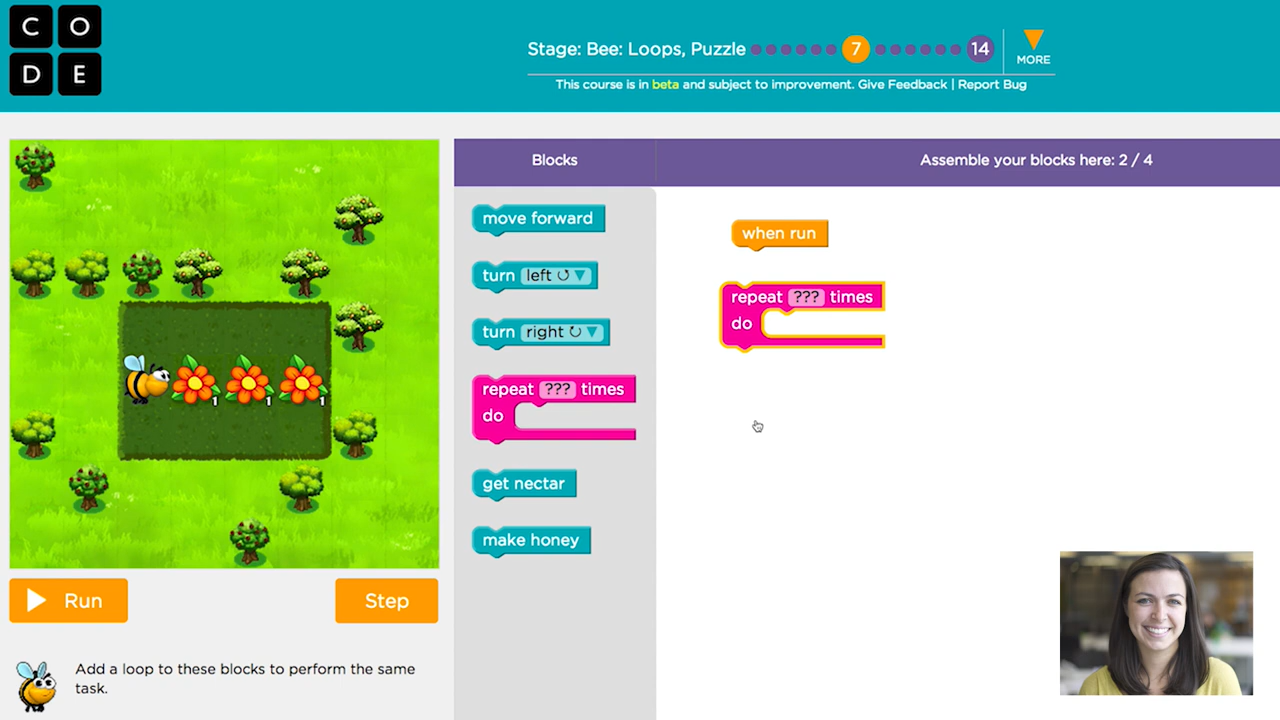 C O
D E
Stage: Bee: Loops, Puzzle 7 14
MORE
This course is in beta and subject to improvement. Give Feedback | Report Bug
Blocks
Assemble your blocks here: 2 / 4
move forward
turn left
turn right
repeat ??? times
do
get nectar
make honey
when run
repeat ??? times
do
1 1 1
Run
Step
Add a loop to these blocks to perform the same
task.